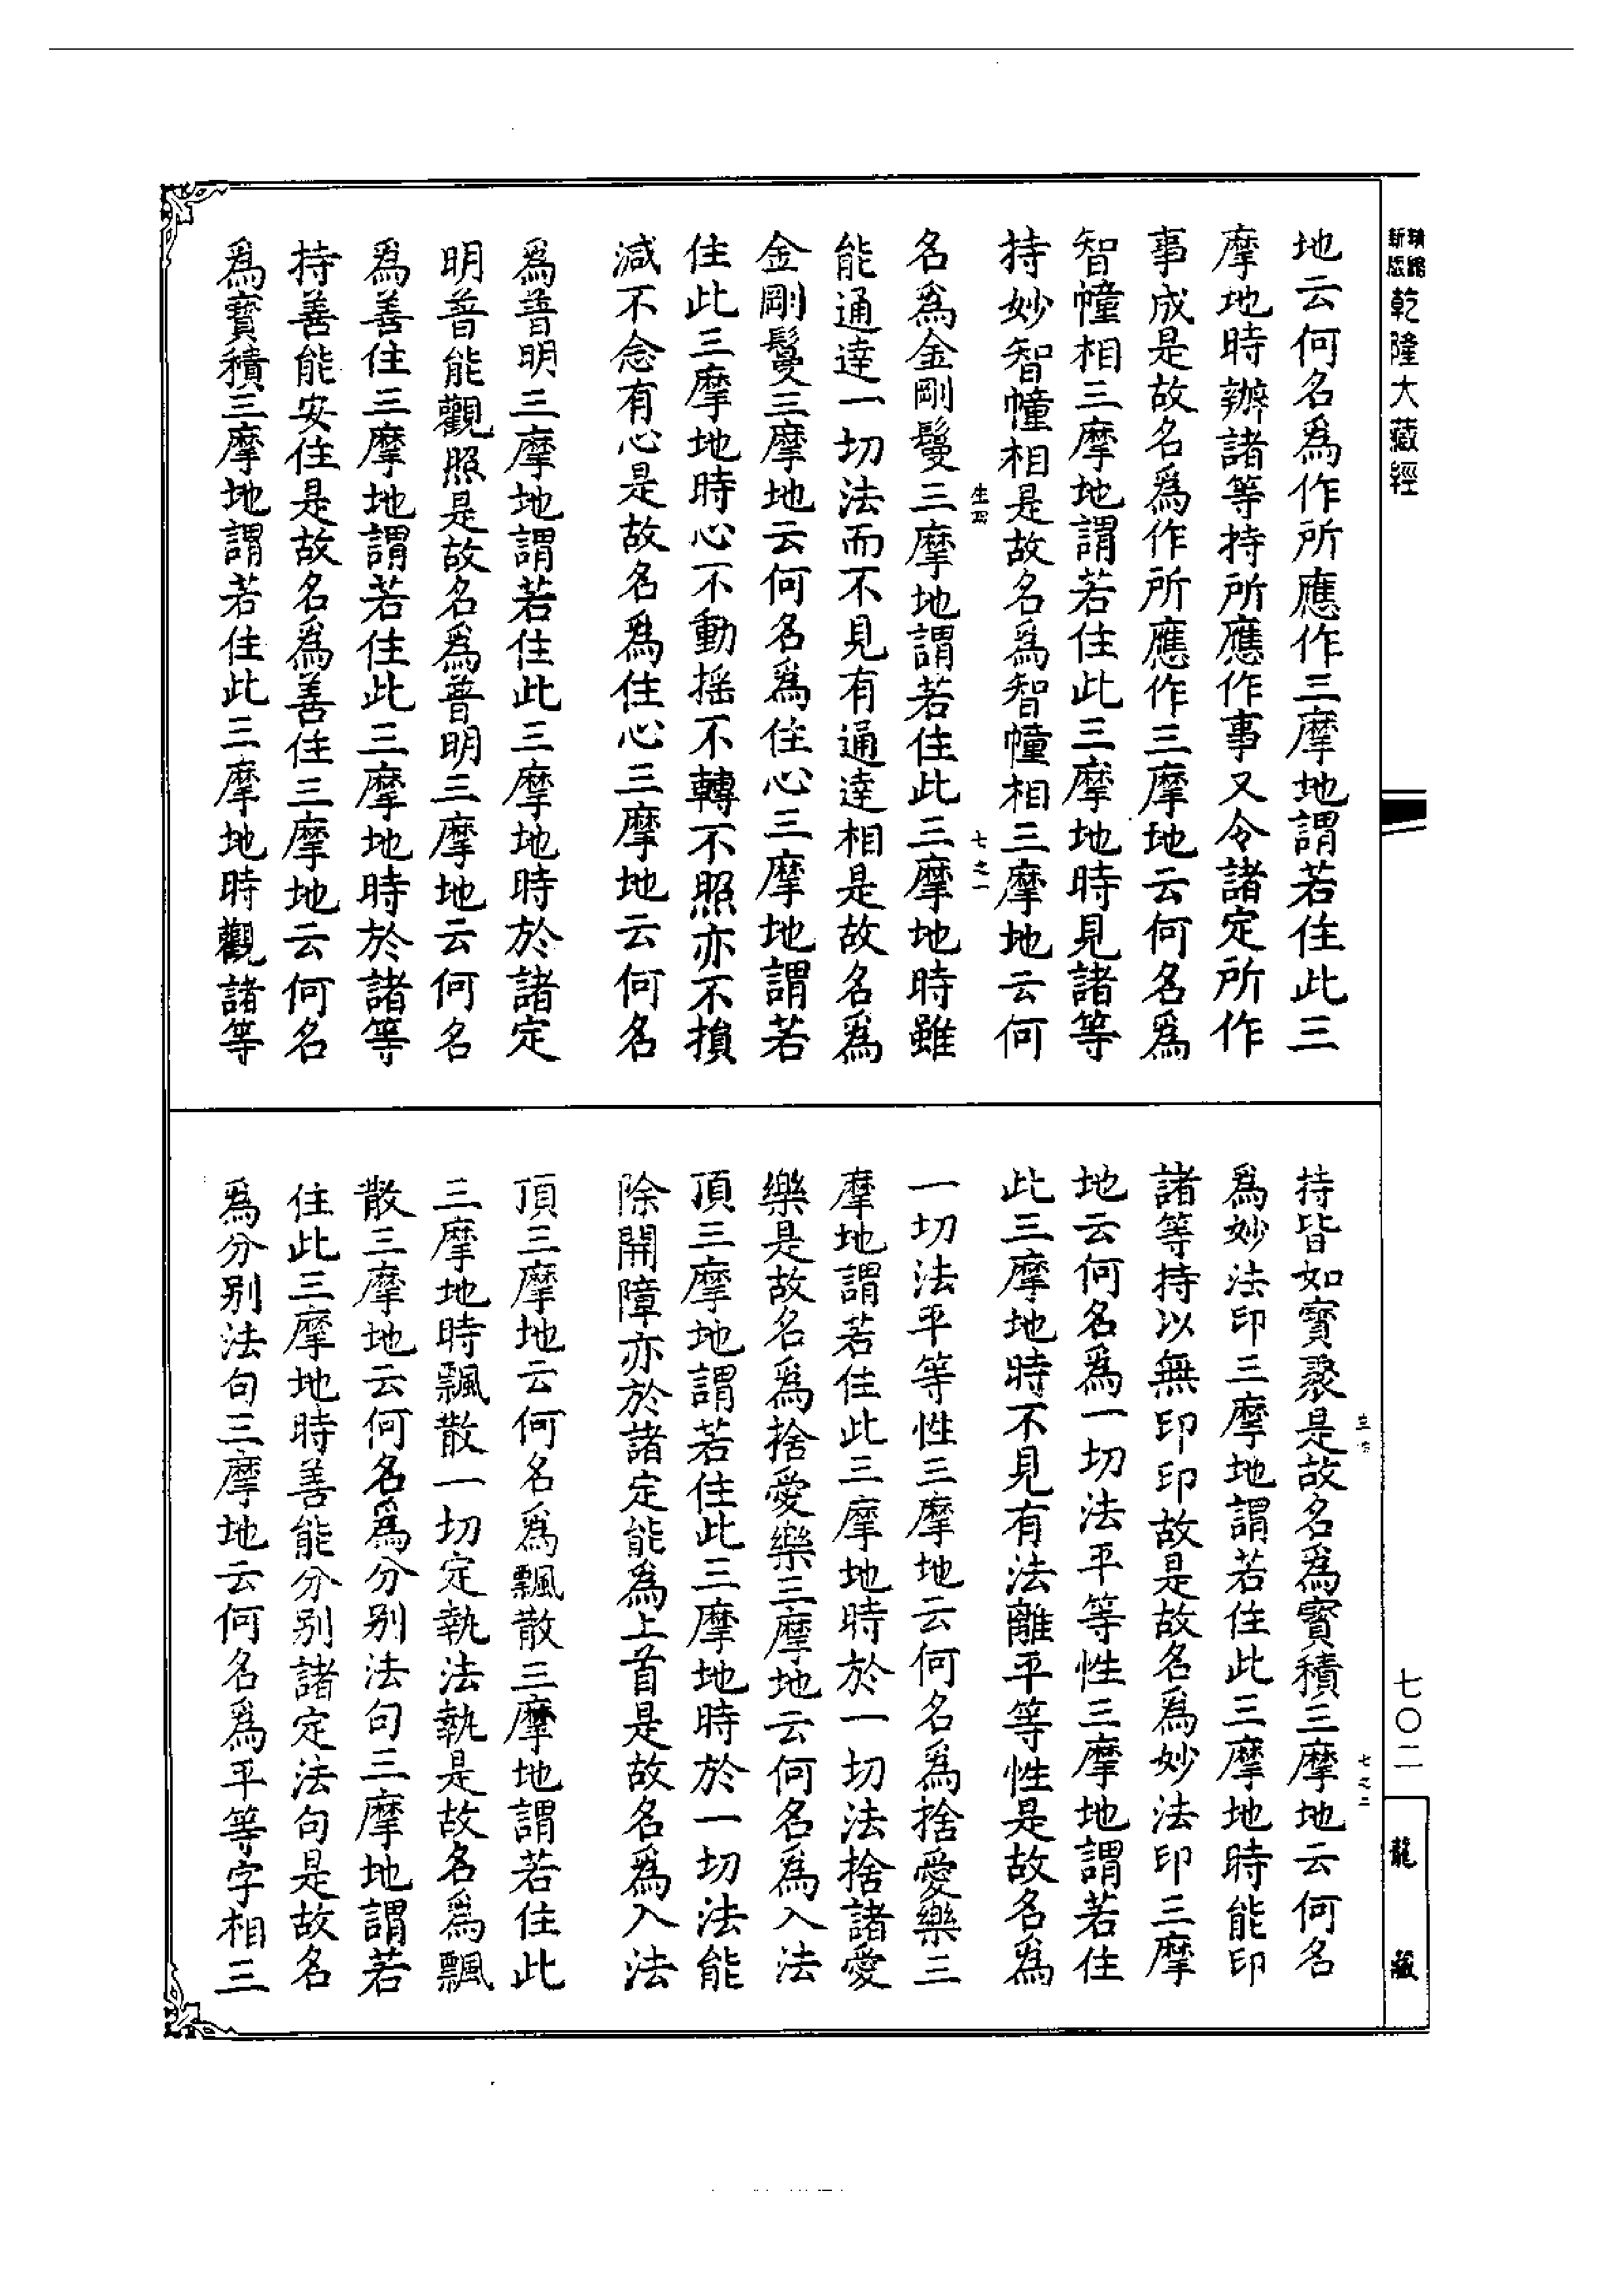 精縮新版乾隆大藏經
地云何名爲作所應作三摩地謂若住此三
摩地時辦諸等持所應作事又令諸定所作
事成是故名爲作所應作三摩地云何名爲
智幢相三摩地謂若住此三摩地時見諸等
持妙智幢相是故名爲智幢相三摩地云何
七之一
名爲金剛鬘三摩地謂若住此三摩地時雖
能通達一切法而不見有通達相是故名爲
金剛鬘三摩地云何名爲住心三摩地謂若
住此三摩地時心不動搖不轉不照亦不損
減不念有心是故名爲住心三摩地云何名
爲普明三摩地謂若住此三摩地時於諸定
明普能觀照是故名爲普明三摩地云何名
爲善住三摩地謂若住此三摩地時於諸等
持善能安住是故名爲善住三摩地云何名
爲寶積三摩地謂若住此三摩地時觀諸等
七〇二
龍藏
七之二
持皆如寶聚是故名爲寶積三摩地云何名
爲妙法印三摩地謂若住此三摩地時能印
諸等持以無印印故是故名爲妙法印三摩
地云何名爲一切法平等性三摩地謂若住
此三摩地時不見有法離平等性是故名爲
一切法平等性三摩地云何名爲捨愛樂三
摩地謂若住此三摩地時於一切法捨諸愛
樂是故名爲捨愛樂三摩地云何名爲入法
頂三摩地謂若住此三摩地時於一切法能
除闇障亦於諸定能爲上首是故名爲入法
頂三摩地云何名爲飄散三摩地謂若住此
三摩地時飄散一切定執法執是故名爲飄
散三摩地云何名爲分别法句三摩地謂若
住此三摩地時善能分别諸定法句是故名
爲分别法句三摩地云何名爲平等字相三